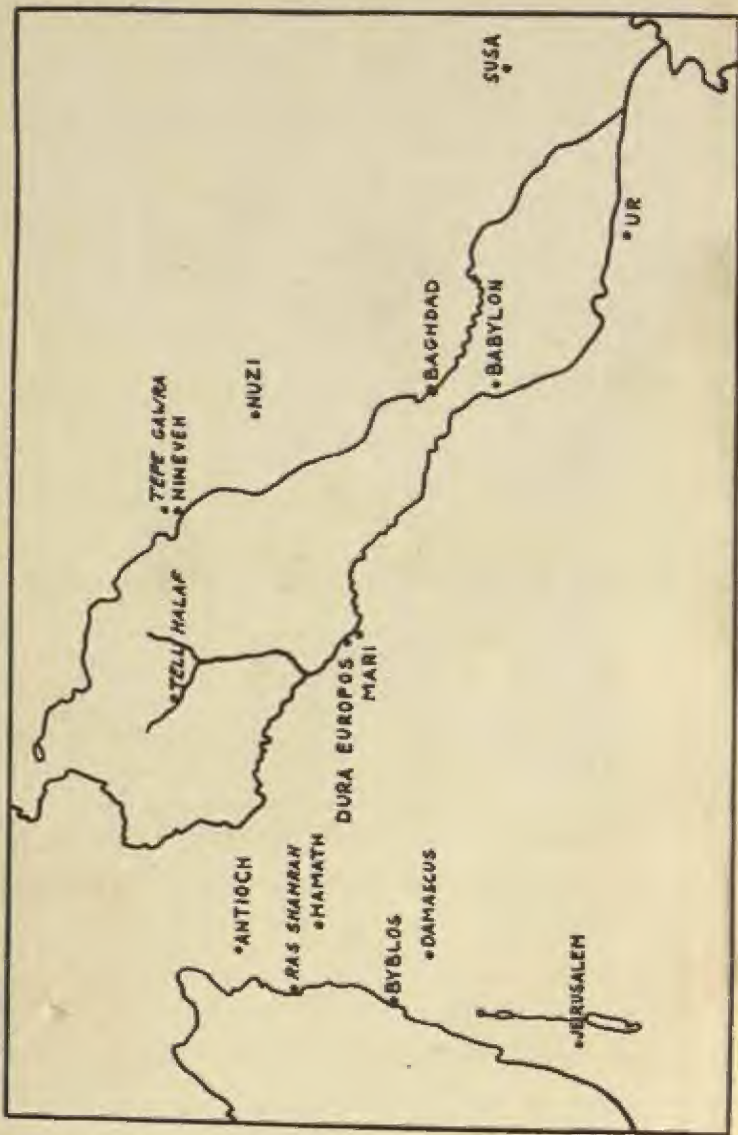 TEPE GAWRA
NINEVEH
TELL HALAF
NUZI
SUSA
ANTIOCH
RAS SHAMRAH
HAMATH
DURA EUROPOS
MARI
BAGHDAD
BABYLON
BYBLOS
DAMASCUS
UR
JERUSALEM